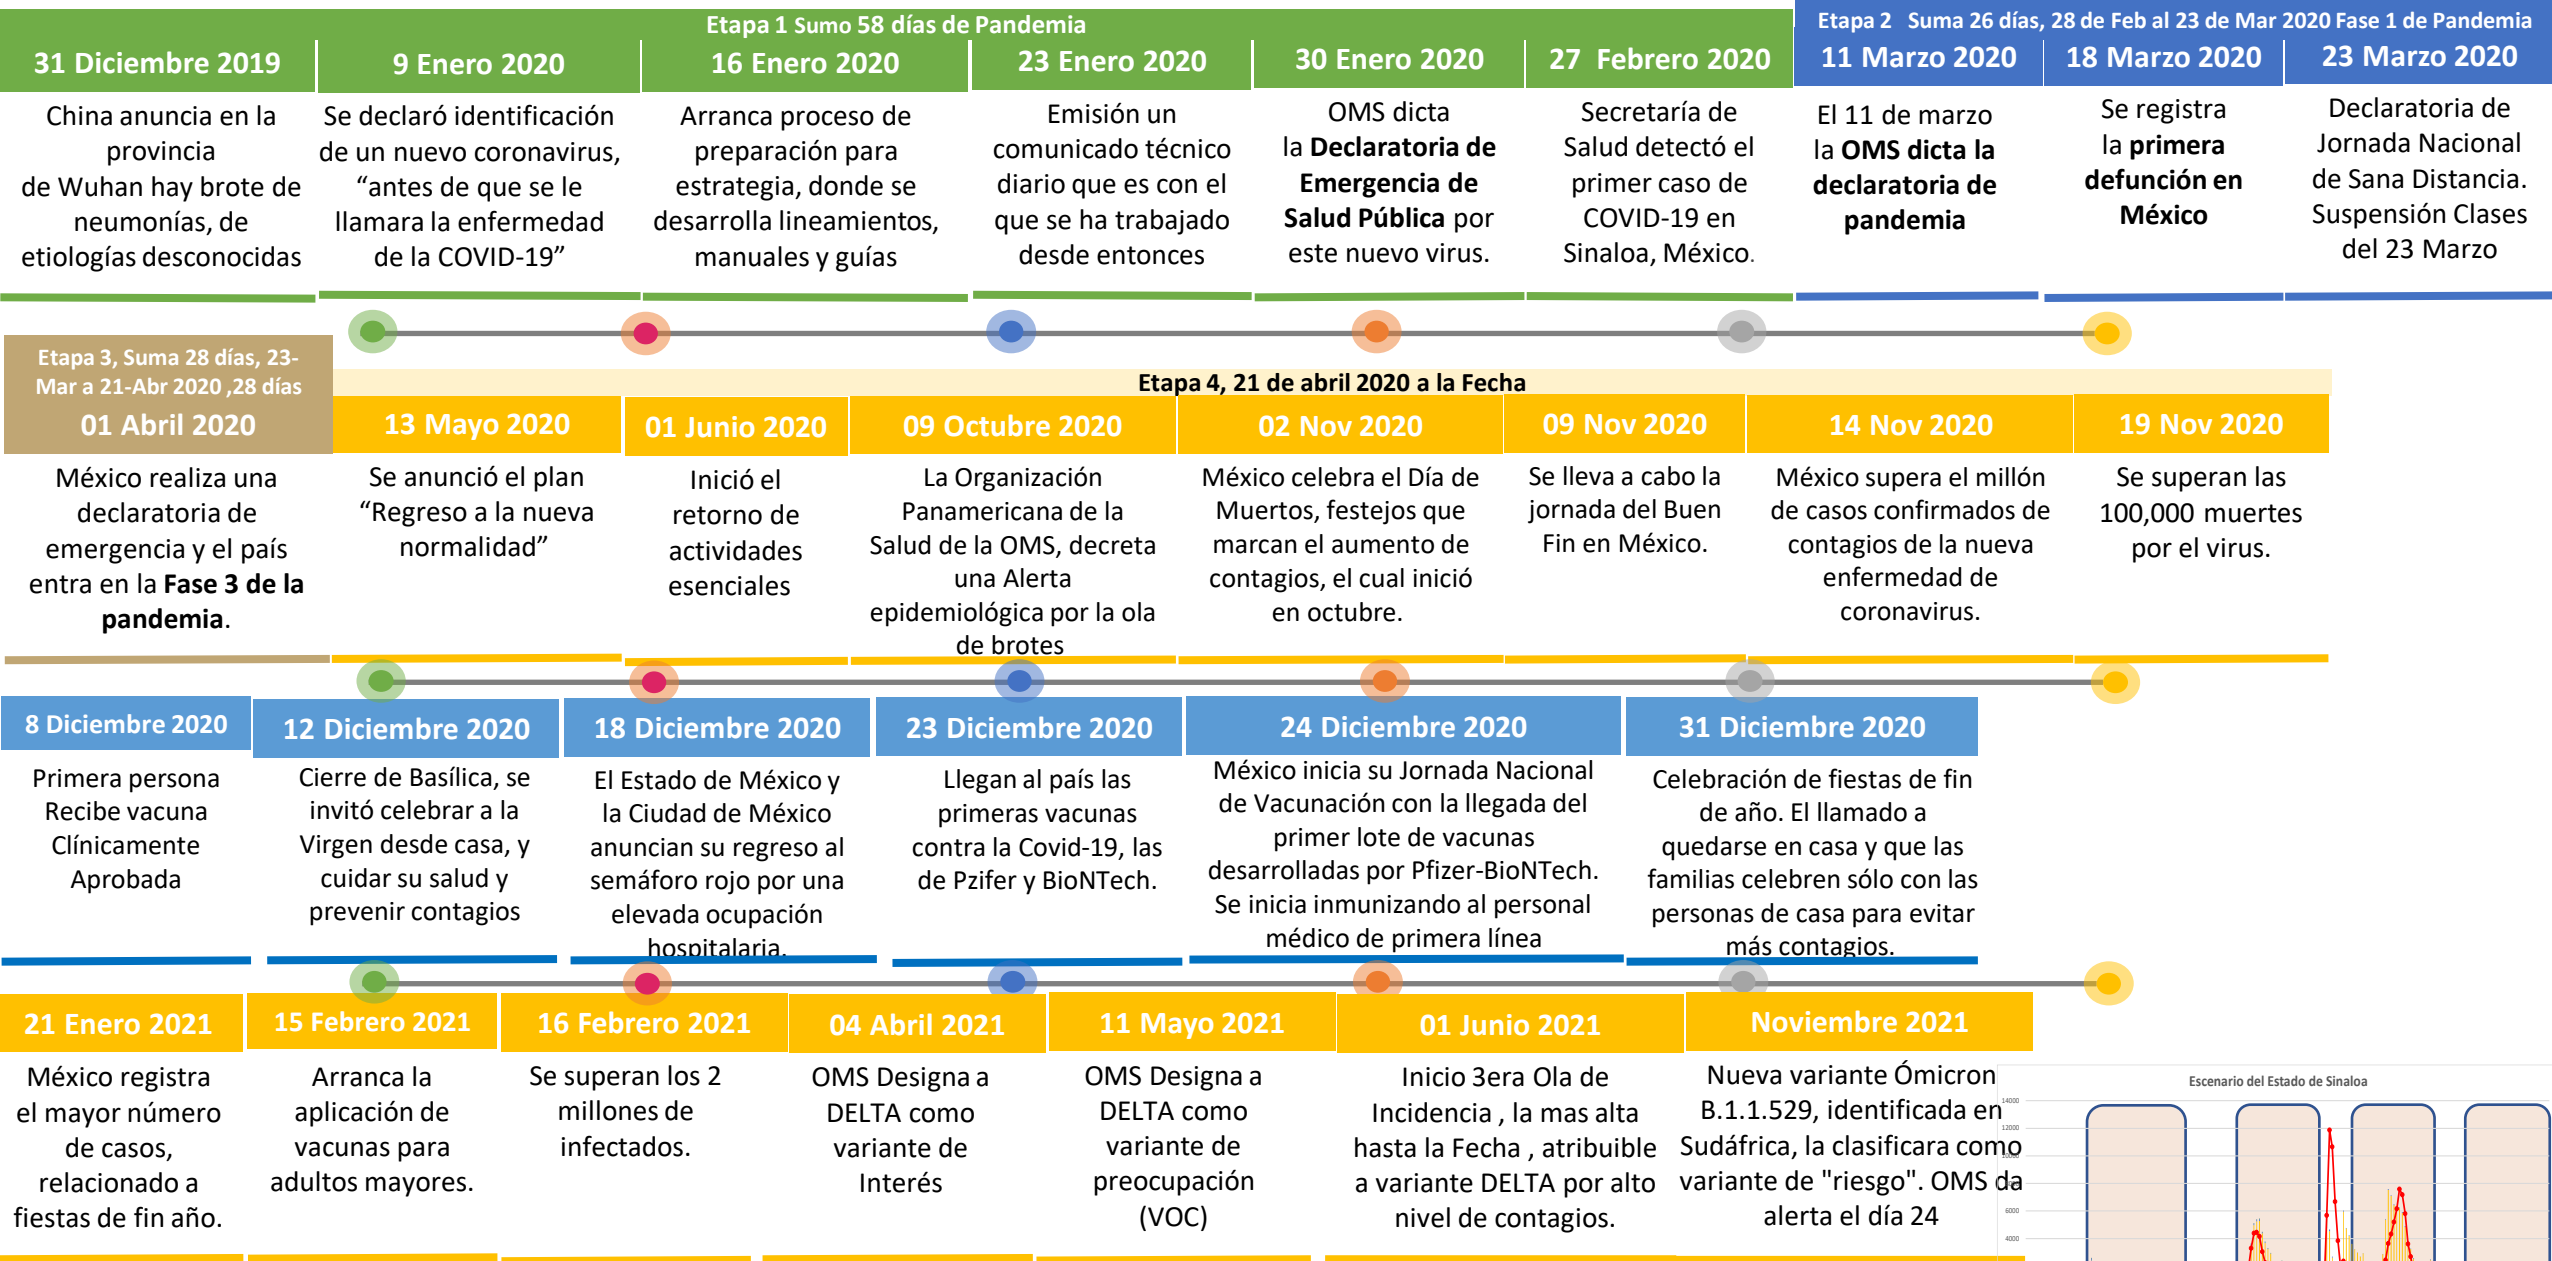 Etapa 1 Sumo 58 días de Pandemia
Etapa 2 Suma 26 días, 28 de Feb al 23 de Mar 2020 Fase 1 de Pandemia
31 Diciembre 2019
China anuncia en la
provincia
de Wuhan hay brote de
neumonías, de
etiologías desconocidas
9 Enero 2020
Se declaró identificación
de un nuevo coronavirus,
“antes de que se le
llamara la enfermedad
de la COVID-19”
16 Enero 2020
Arranca proceso de
preparación para
estrategia, donde se
desarrolla lineamientos,
manuales y guías
23 Enero 2020
Emisión un
comunicado técnico
diario que es con el
que se ha trabajado
desde entonces
30 Enero 2020
OMS dicta
la Declaratoria de
Emergencia de
Salud Pública por
este nuevo virus.
27 Febrero 2020
Secretaría de
Salud detectó el
primer caso de
COVID-19 en
Sinaloa, México.
11 Marzo 2020
El 11 de marzo
la OMS dicta la
declaratoria de
pandemia
18 Marzo 2020
Se registra
la primera
defunción en
México
23 Marzo 2020
Declaratoria de
Jornada Nacional
de Sana Distancia.
Suspensión Clases
del 23 Marzo
Etapa 3, Suma 28 días, 23-
Mar a 21-Abr 2020 ,28 días
01 Abril 2020
México realiza una
declaratoria de
emergencia y el país
entra en la Fase 3 de la
pandemia.
Etapa 4, 21 de abril 2020 a la Fecha
13 Mayo 2020
Se anunció el plan
“Regreso a la nueva
normalidad”
01 Junio 2020
Inició el
retorno de
actividades
esenciales
09 Octubre 2020
La Organización
Panamericana de la
Salud de la OMS, decreta
una Alerta
epidemiológica por la ola
de brotes
02 Nov 2020
México celebra el Día de
Muertos, festejos que
marcan el aumento de
contagios, el cual inició
en octubre.
09 Nov 2020
Se lleva a cabo la
jornada del Buen
Fin en México.
14 Nov 2020
México supera el millón
de casos confirmados de
contagios de la nueva
enfermedad de
coronavirus.
19 Nov 2020
Se superan las
100,000 muertes
por el virus.
8 Diciembre 2020
Primera persona
Recibe vacuna
Clínicamente
Aprobada
12 Diciembre 2020
Cierre de Basílica, se
invitó celebrar a la
Virgen desde casa, y
cuidar su salud y
prevenir contagios
18 Diciembre 2020
El Estado de México y
la Ciudad de México
anuncian su regreso al
semáforo rojo por una
elevada ocupación
hospitalaria.
23 Diciembre 2020
Llegan al país las
primeras vacunas
contra la Covid-19, las
de Pzifer y BioNTech.
24 Diciembre 2020
México inicia su Jornada Nacional
de Vacunación con la llegada del
primer lote de vacunas
desarrolladas por Pfizer-BioNTech.
Se inicia inmunizando al personal
médico de primera línea
31 Diciembre 2020
Celebración de fiestas de fin
de año. El llamado a
quedarse en casa y que las
familias celebren sólo con las
personas de casa para evitar
más contagios.
21 Enero 2021
México registra
el mayor número
de casos,
relacionado a
fiestas de fin año.
15 Febrero 2021
Arranca la
aplicación de
vacunas para
adultos mayores.
16 Febrero 2021
Se superan los 2
millones de
infectados.
04 Abril 2021
OMS Designa a
DELTA como
variante de
Interés
11 Mayo 2021
OMS Designa a
DELTA como
variante de
preocupación
(VOC)
01 Junio 2021
Inicio 3era Ola de
Incidencia , la mas alta
hasta la Fecha , atribuible
a variante DELTA por alto
nivel de contagios.
Noviembre 2021
Nueva variante Ómicron
B.1.1.529, identificada en
Sudáfrica, la clasificara como
variante de "riesgo". OMS da
alerta el día 24
Escenario del Estado de Sinaloa
14000
12000
10000
6000
4000